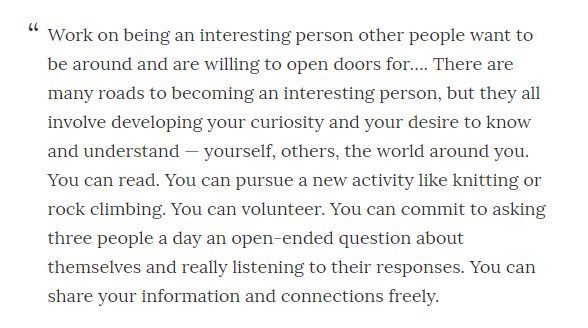 “ Work on being an interesting person other people want to
be around and are willing to open doors for.... There are
many roads to becoming an interesting person, but they all
involve developing your curiosity and your desire to know
and understand — yourself, others, the world around you.
You can read. You can pursue a new activity like knitting or
rock climbing. You can volunteer. You can commit to asking
three people a day an open-ended question about
themselves and really listening to their responses. You can
share your information and connections freely.